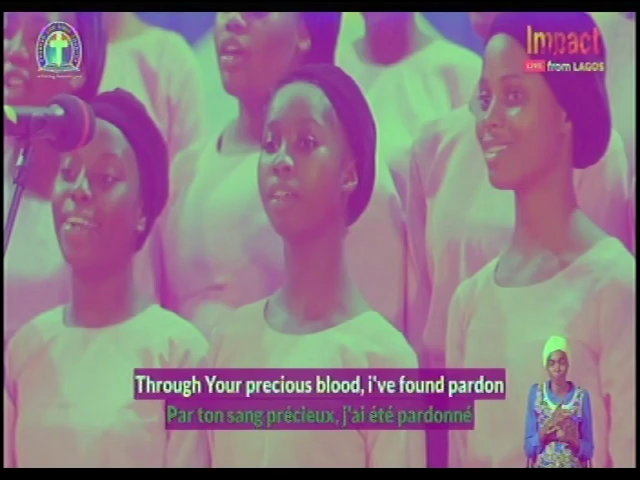 Impact
LIVE from LAGOS
Through Your precious blood, i've found pardon
Par ton sang précieux, j'ai été pardonné